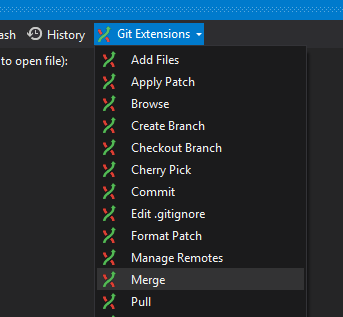 ash History Git Extensions
to open file):
Add Files
Apply Patch
Browse
Create Branch
Checkout Branch
Cherry Pick
Commit
Edit .gitignore
Format Patch
Manage Remotes
Merge
Pull